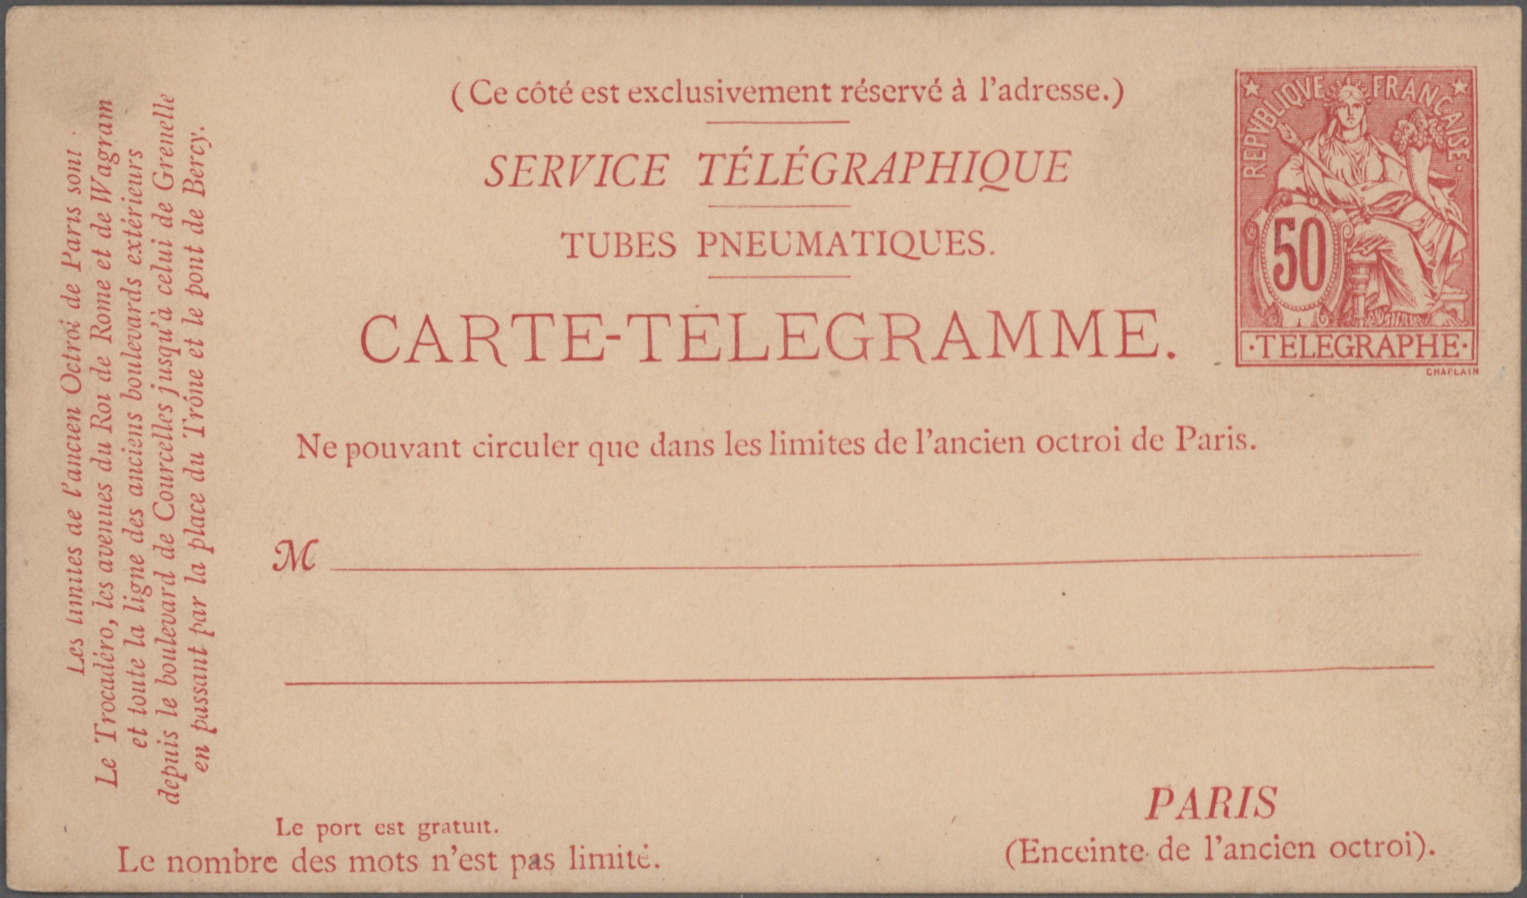 (Ce côté est exclusivement réservé à l'adresse.)
SERVICE TÉLÉGRAPHIQUE
TUBES PNEUMATIQUES.
CARTE-TÉLÉGRAMME.
REPVBLIQVE FRANÇAISE
50
·TELEGRAPHE·
CHAPLAIN
Ne pouvant circuler que dans les limites de l'ancien octroi de Paris.
M
Les limites de l'ancien Octroi de Paris sont
Le Trocadéro, les avenues du Roi de Rome et de Wagram
et toute la ligne des anciens boulevards extérieurs
depuis le boulevard de Courcelles jusqu'à celui de Grenelle
en passant par la place du Trône et le pont de Bercy.
Le port est gratuit.
Le nombre des mots n'est pas limité.
PARIS
(Enceinte de l'ancien octroi).